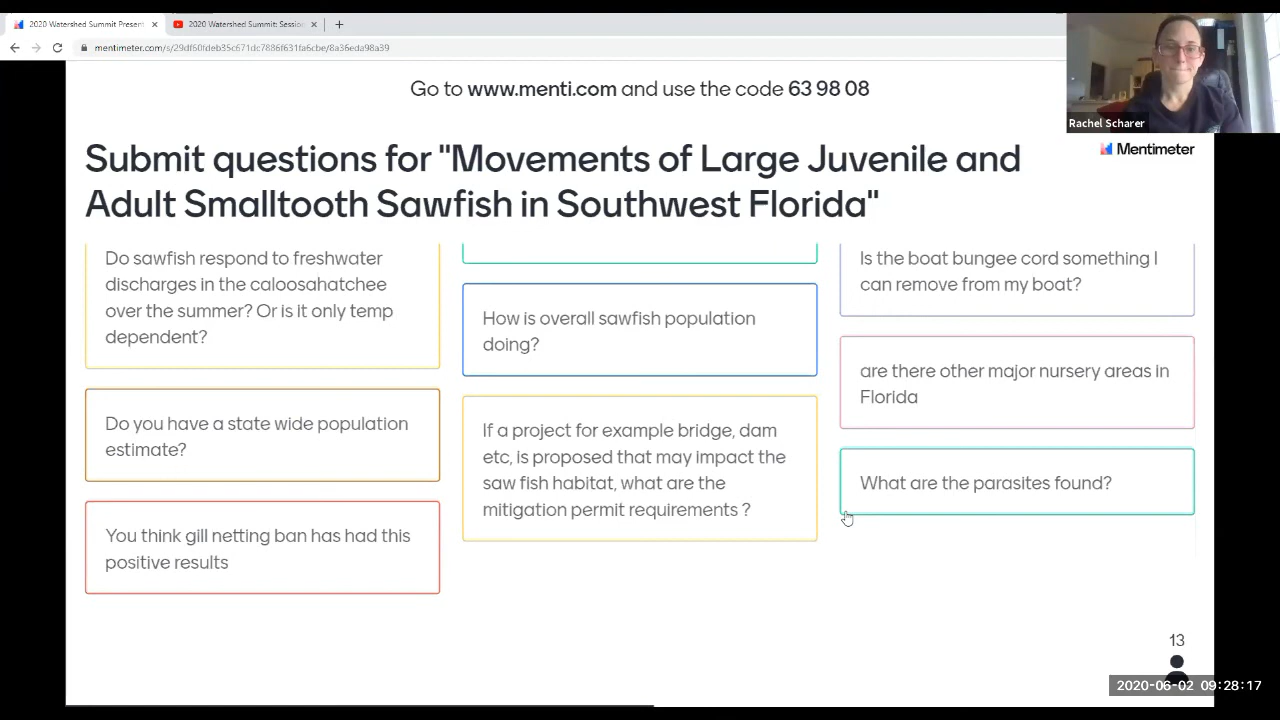 2020 Watershed Summit Present
2020 Watershed Summit: Session
mentimeter.com/s/29df60fdeb35c671dc7886f631fa6cbe/8a36eda98a39
Go to www.menti.com and use the code 63 98 08
Rachel Scharer
Mentimeter
Submit questions for "Movements of Large Juvenile and
Adult Smalltooth Sawfish in Southwest Florida"
Do sawfish respond to freshwater
discharges in the caloosahatchee
over the summer? Or is it only temp
dependent?
Do you have a state wide population
estimate?
You think gill netting ban has had this
positive results
How is overall sawfish population
doing?
If a project for example bridge, dam
etc, is proposed that may impact the
saw fish habitat, what are the
mitigation permit requirements ?
Is the boat bungee cord something I
can remove from my boat?
are there other major nursery areas in
Florida
What are the parasites found?
13
2020-06-02 09:28:17